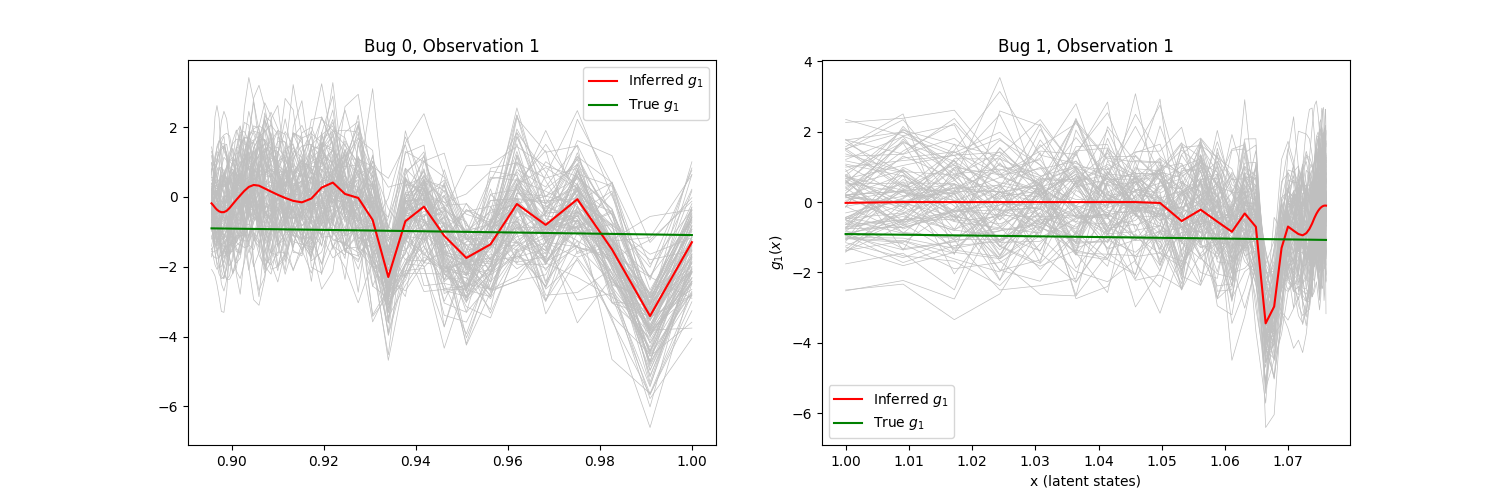 Bug 0, Observation 1
Inferred g1
True g1
2
0
−2
−4
−6
0.90 0.92 0.94 0.96 0.98 1.00
Bug 1, Observation 1
4
2
0
−2
−4
−6
g1(x)
Inferred g1
True g1
1.00 1.01 1.02 1.03 1.04 1.05 1.06 1.07
x (latent states)